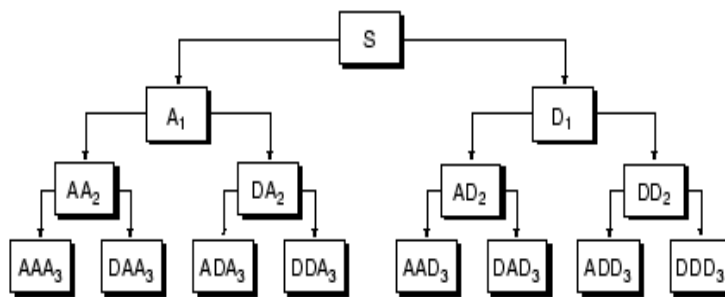 S
A₁ D₁
AA₂ DA₂ AD₂ DD₂
AAA₃ DAA₃ ADA₃ DDA₃ AAD₃ DAD₃ ADD₃ DDD₃